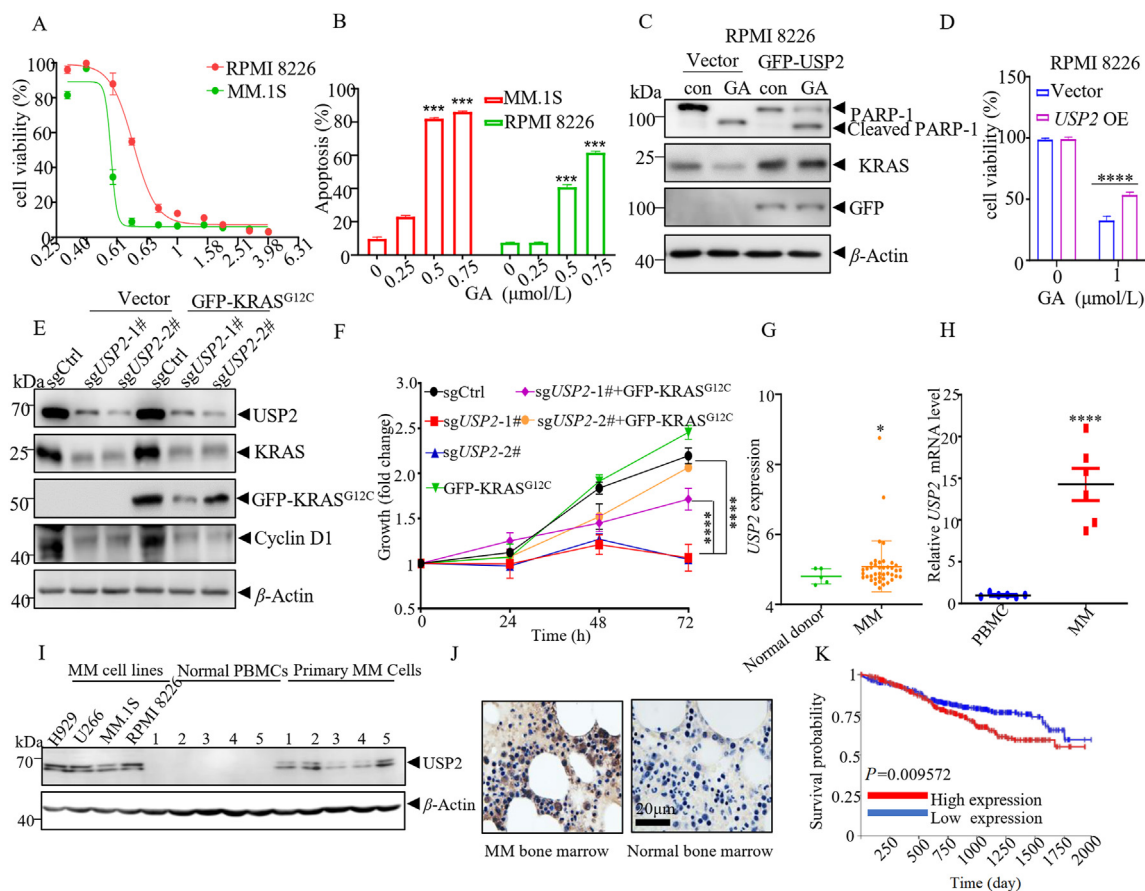 A
cell viability (%)
100
80
60
40
20
0
RPMI 8226
MM.1S
0.25
0.40
0.61
0.63
1
1.58
2.51
3.98
6.31
B
Apoptosis (%)
100
80
60
40
20
0
MM.1S
RPMI 8226
***
***
***
***
0
0.25
0.5
0.75
0
0.25
0.5
0.75
GA (μmol/L)
C
RPMI 8226
Vector
GFP-USP2
kDa
con
GA
con
GA
100
PARP-1
Cleaved PARP-1
25
KRAS
100
GFP
40
β-Actin
D
RPMI 8226
cell viability (%)
150
100
50
0
Vector
USP2 OE
****
0
1
GA (μmol/L)
E
Vector
GFP-KRASG12C
kDa
sgCtrl
sgUSP2-1#
sgUSP2-2#
sgCtrl
sgUSP2-1#
sgUSP2-2#
70
USP2
25
KRAS
50
GFP-KRASG12C
40
Cyclin D1
40
β-Actin
F
Growth (fold change)
3.0
2.5
2.0
1.5
1.0
0.5
sgCtrl
sgUSP2-1#+GFP-KRASG12C
sgUSP2-1#
sgUSP2-2#+GFP-KRASG12C
sgUSP2-2#
GFP-KRASG12C
****
****
0
24
48
72
Time (h)
G
USP2 expression
10
8
6
4
*
Normal donor
MM
H
Relative USP2 mRNA level
25
20
15
10
5
0
****
PBMC
MM
I
MM cell lines
Normal PBMCs
Primary MM Cells
kDa
H929
U266
MM.1S
RPMI 8226
1
2
3
4
5
1
2
3
4
5
70
USP2
40
β-Actin
J
20μm
MM bone marrow
Normal bone marrow
K
Survival probability
1
0.75
0.5
0.25
0
P=0.009572
High expression
Low expression
250
500
750
1000
1250
1500
1750
2000
Time (day)